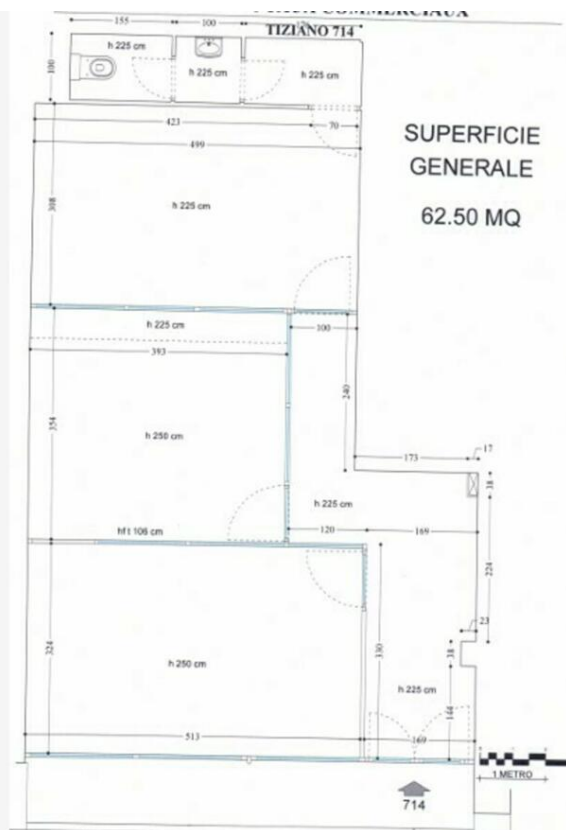 COMMERCIAUX
TIZIANO 714
155
100
h 225 cm
h 225 cm
h 225 cm
100
423
70
499
SUPERFICIE
GENERALE
62.50 MQ
308
h 225 cm
h 225 cm
100
393
240
354
h 250 cm
173
17
38
h 225 cm
hf1 106 cm
120
169
224
23
324
330
38
h 250 cm
h 225 cm
144
513
169
1 METRO
714